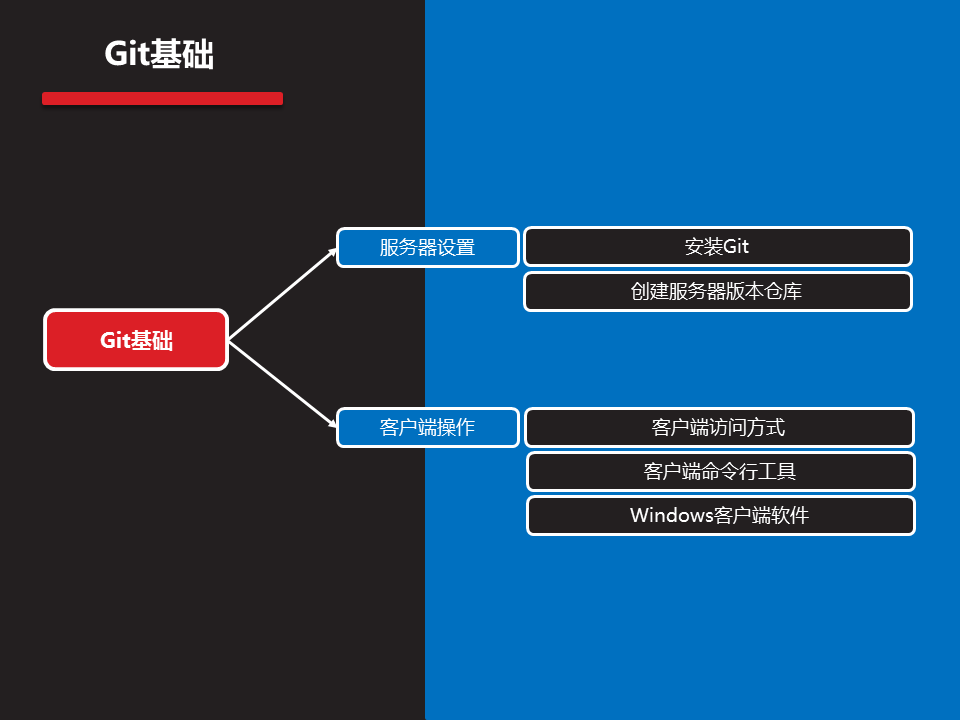 Git基础
服务器设置
安装Git
创建服务器版本仓库
Git基础
客户端操作
客户端访问方式
客户端命令行工具
Windows客户端软件